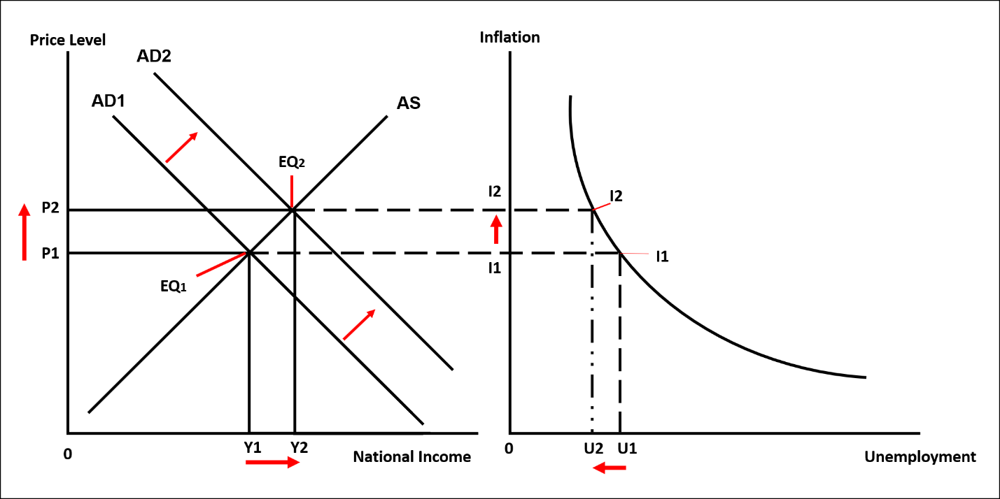 Price Level
AD2
AD1
AS
EQ2
P2
P1
EQ1
0
Y1
Y2
National Income
Inflation
I2
I2
I1
I1
0
U2
U1
Unemployment